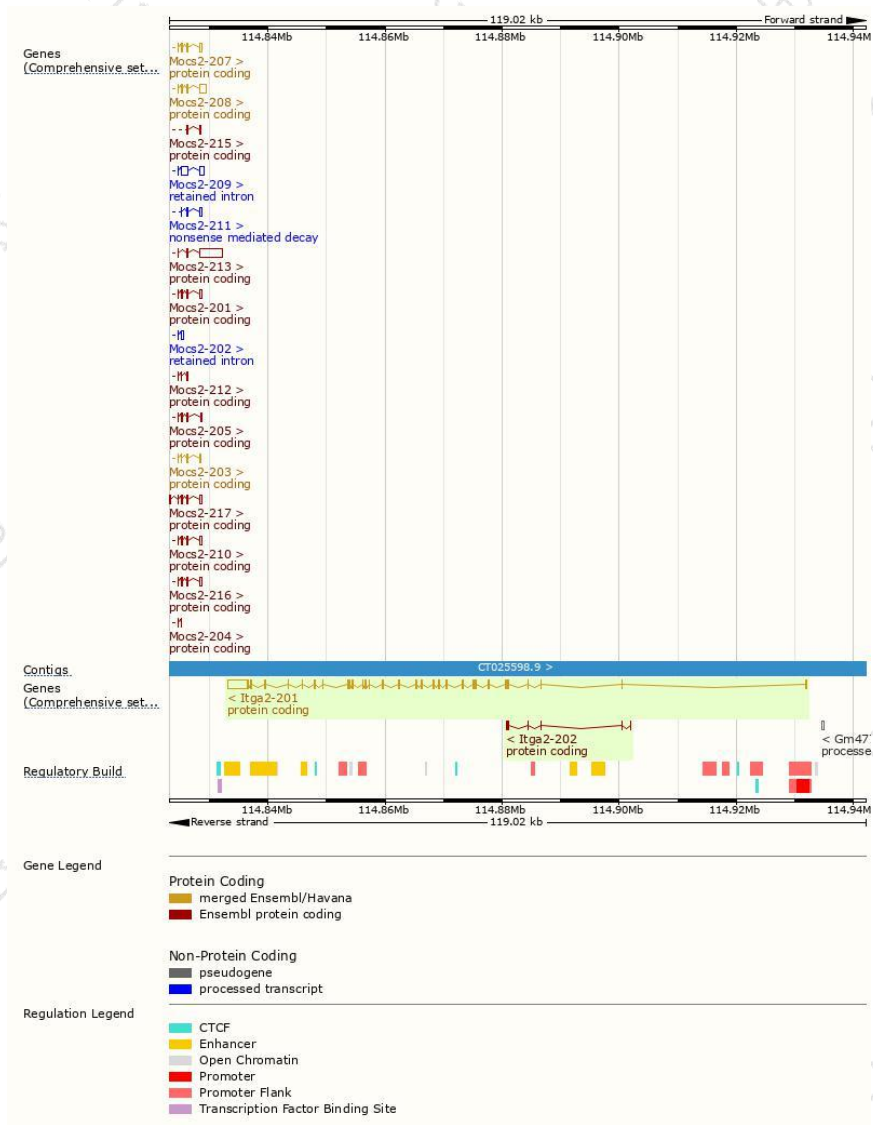 119.02 kb Forward strand
114.84Mb 114.86Mb 114.88Mb 114.90Mb 114.92Mb 114.94M
Genes
(Comprehensive set...
Mocs2-207 >
protein coding
Mocs2-208 >
protein coding
Mocs2-215 >
protein coding
Mocs2-209 >
retained intron
Mocs2-211 >
nonsense mediated decay
Mocs2-213 >
protein coding
Mocs2-201 >
protein coding
Mocs2-202 >
retained intron
Mocs2-212 >
protein coding
Mocs2-205 >
protein coding
Mocs2-203 >
protein coding
Mocs2-217 >
protein coding
Mocs2-210 >
protein coding
Mocs2-216 >
protein coding
Mocs2-204 >
protein coding
Contigs CT025598.9 >
Genes
(Comprehensive set...
< Itga2-201
protein coding
< Itga2-202
protein coding
< Gm47
processe
Regulatory Build
114.84Mb 114.86Mb 114.88Mb 114.90Mb 114.92Mb 114.94M
Reverse strand 119.02 kb
Gene Legend
Protein Coding
merged Ensembl/Havana
Ensembl protein coding
Non-Protein Coding
pseudogene
processed transcript
Regulation Legend
CTCF
Enhancer
Open Chromatin
Promoter
Promoter Flank
Transcription Factor Binding Site